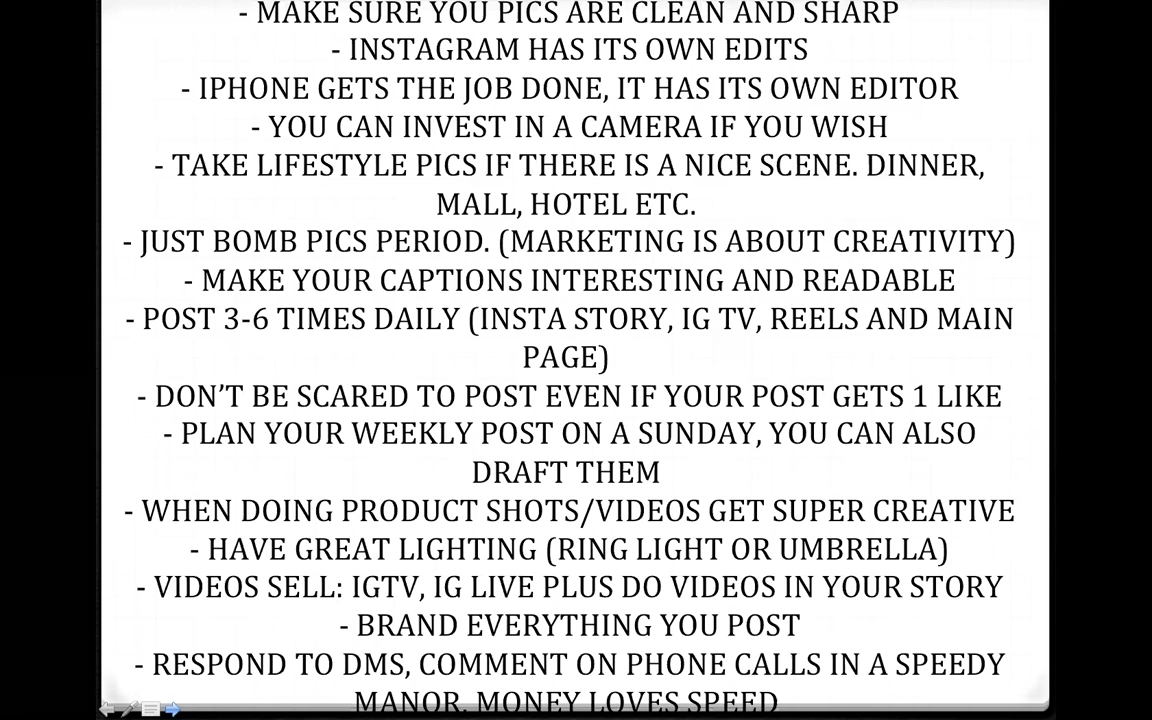 - MAKE SURE YOU PICS ARE CLEAN AND SHARP
- INSTAGRAM HAS ITS OWN EDITS
- IPHONE GETS THE JOB DONE, IT HAS ITS OWN EDITOR
- YOU CAN INVEST IN A CAMERA IF YOU WISH
- TAKE LIFESTYLE PICS IF THERE IS A NICE SCENE. DINNER,
MALL, HOTEL ETC.
- JUST BOMB PICS PERIOD. (MARKETING IS ABOUT CREATIVITY)
- MAKE YOUR CAPTIONS INTERESTING AND READABLE
- POST 3-6 TIMES DAILY (INSTA STORY, IG TV, REELS AND MAIN
PAGE)
- DON'T BE SCARED TO POST EVEN IF YOUR POST GETS 1 LIKE
- PLAN YOUR WEEKLY POST ON A SUNDAY, YOU CAN ALSO
DRAFT THEM
- WHEN DOING PRODUCT SHOTS/VIDEOS GET SUPER CREATIVE
- HAVE GREAT LIGHTING (RING LIGHT OR UMBRELLA)
- VIDEOS SELL: IGTV, IG LIVE PLUS DO VIDEOS IN YOUR STORY
- BRAND EVERYTHING YOU POST
- RESPOND TO DMS, COMMENT ON PHONE CALLS IN A SPEEDY
MANOR. MONEY LOVES SPEED